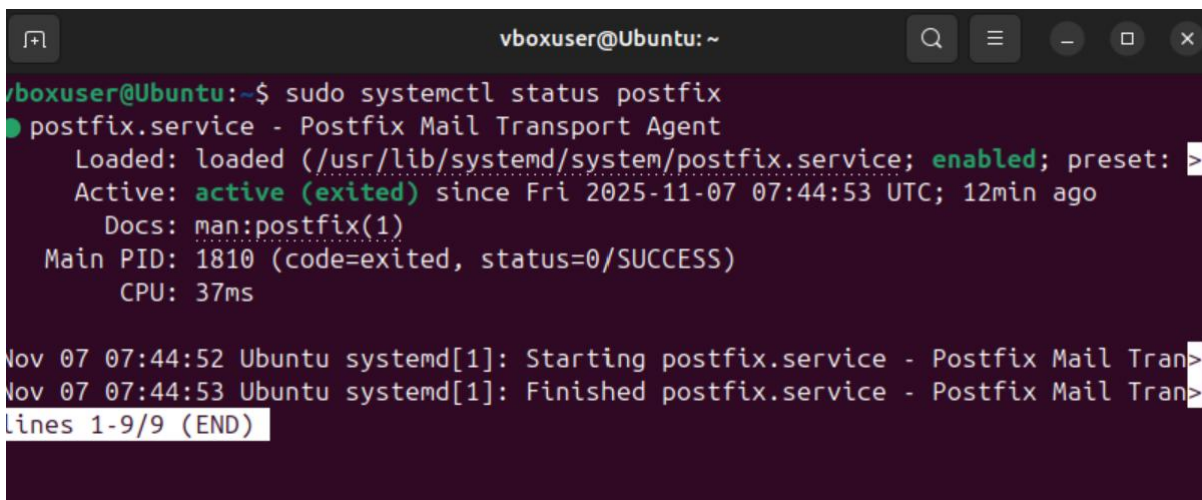 vboxuser@Ubuntu: ~
vboxuser@Ubuntu:~$ sudo systemctl status postfix
● postfix.service - Postfix Mail Transport Agent
Loaded: loaded (/usr/lib/systemd/system/postfix.service; enabled; preset: >
Active: active (exited) since Fri 2025-11-07 07:44:53 UTC; 12min ago
Docs: man:postfix(1)
Main PID: 1810 (code=exited, status=0/SUCCESS)
CPU: 37ms
Nov 07 07:44:52 Ubuntu systemd[1]: Starting postfix.service - Postfix Mail Tran>
Nov 07 07:44:53 Ubuntu systemd[1]: Finished postfix.service - Postfix Mail Tran>
lines 1-9/9 (END)